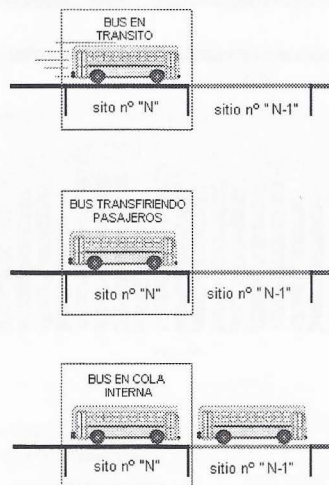 BUS EN
TRANSITO
sito nº "N" sitio nº " N-1"
BUS TRANSFIRIENDO
PASAJEROS
sito nº "N" sitio nº " N-1"
BUS EN COLA
INTERNA
sito nº "N" sitio nº " N-1"